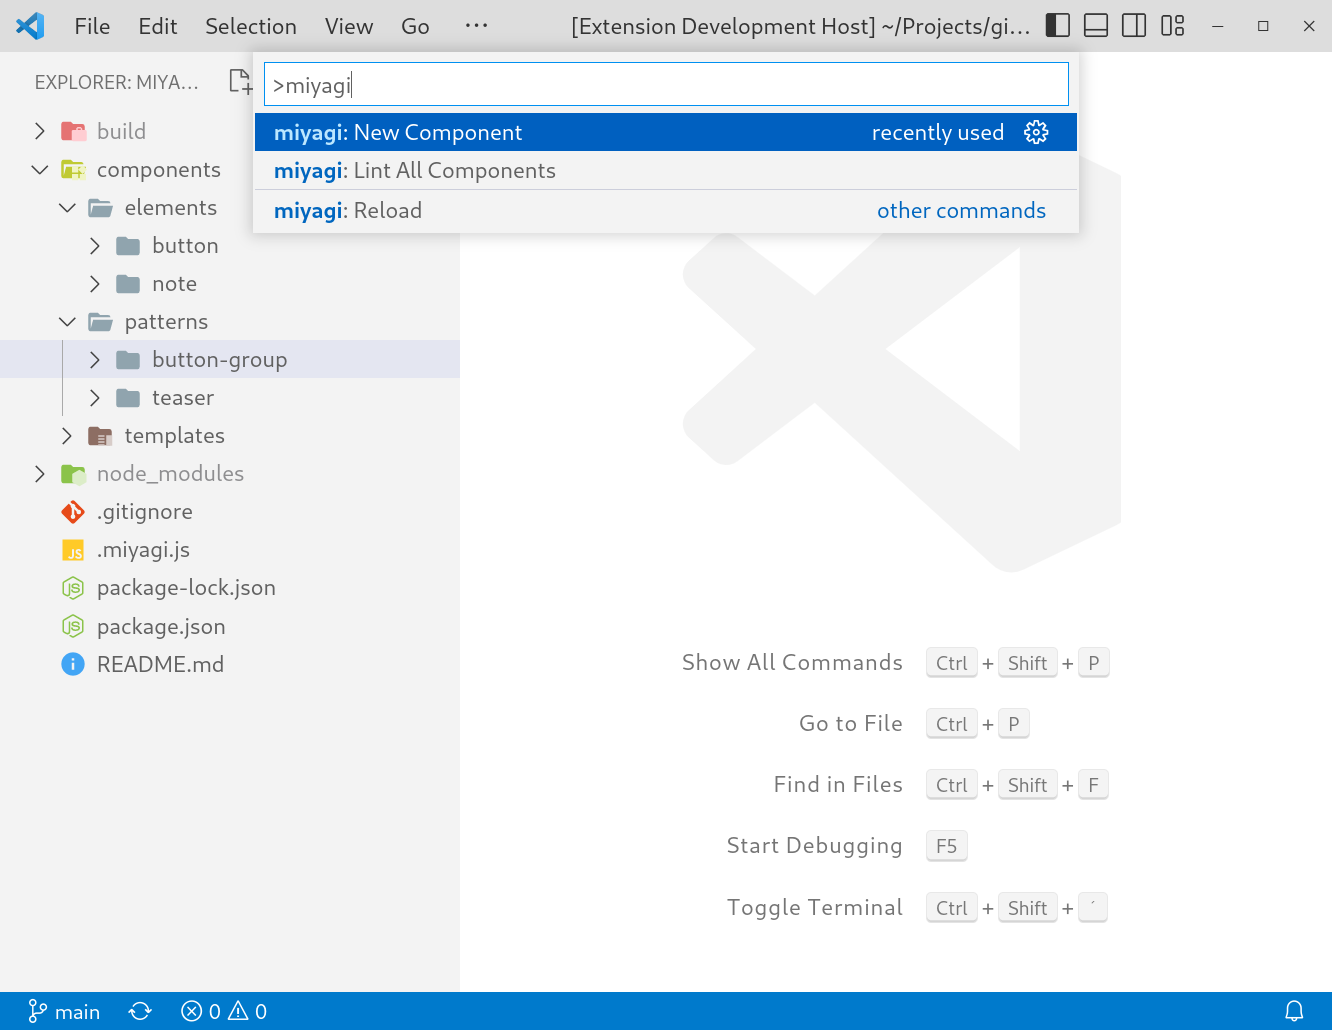 File Edit Selection View Go ··· [Extension Development Host] ~/Projects/gi…
EXPLORER: MIYA…
>miyagi
miyagi: New Component recently used
miyagi: Lint All Components
miyagi: Reload other commands
build
components
elements
button
note
patterns
button-group
teaser
templates
node_modules
.gitignore
JS .miyagi.js
JS package-lock.json
JS package.json
README.md
Show All Commands Ctrl + Shift + P
Go to File Ctrl + P
Find in Files Ctrl + Shift + F
Start Debugging F5
Toggle Terminal Ctrl + Shift + ´
main 0 0